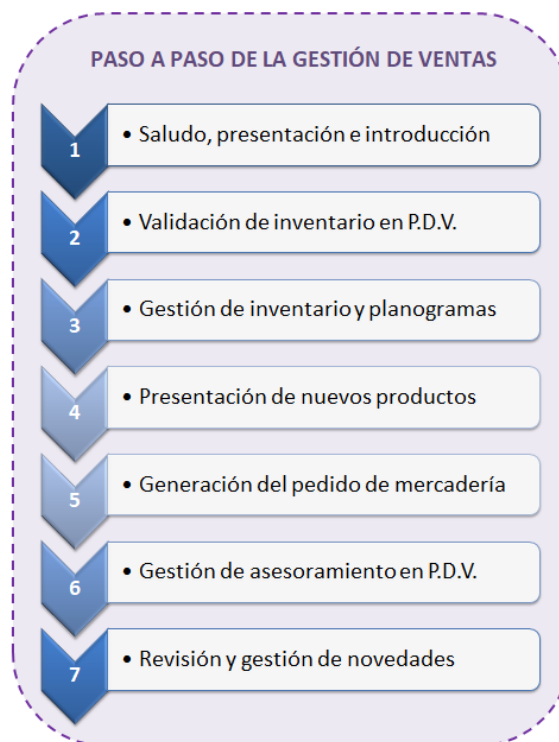 PASO A PASO DE LA GESTIÓN DE VENTAS
1
• Saludo, presentación e introducción
2
• Validación de inventario en P.D.V.
3
• Gestión de inventario y planogramas
4
• Presentación de nuevos productos
5
• Generación del pedido de mercadería
6
• Gestión de asesoramiento en P.D.V.
7
• Revisión y gestión de novedades